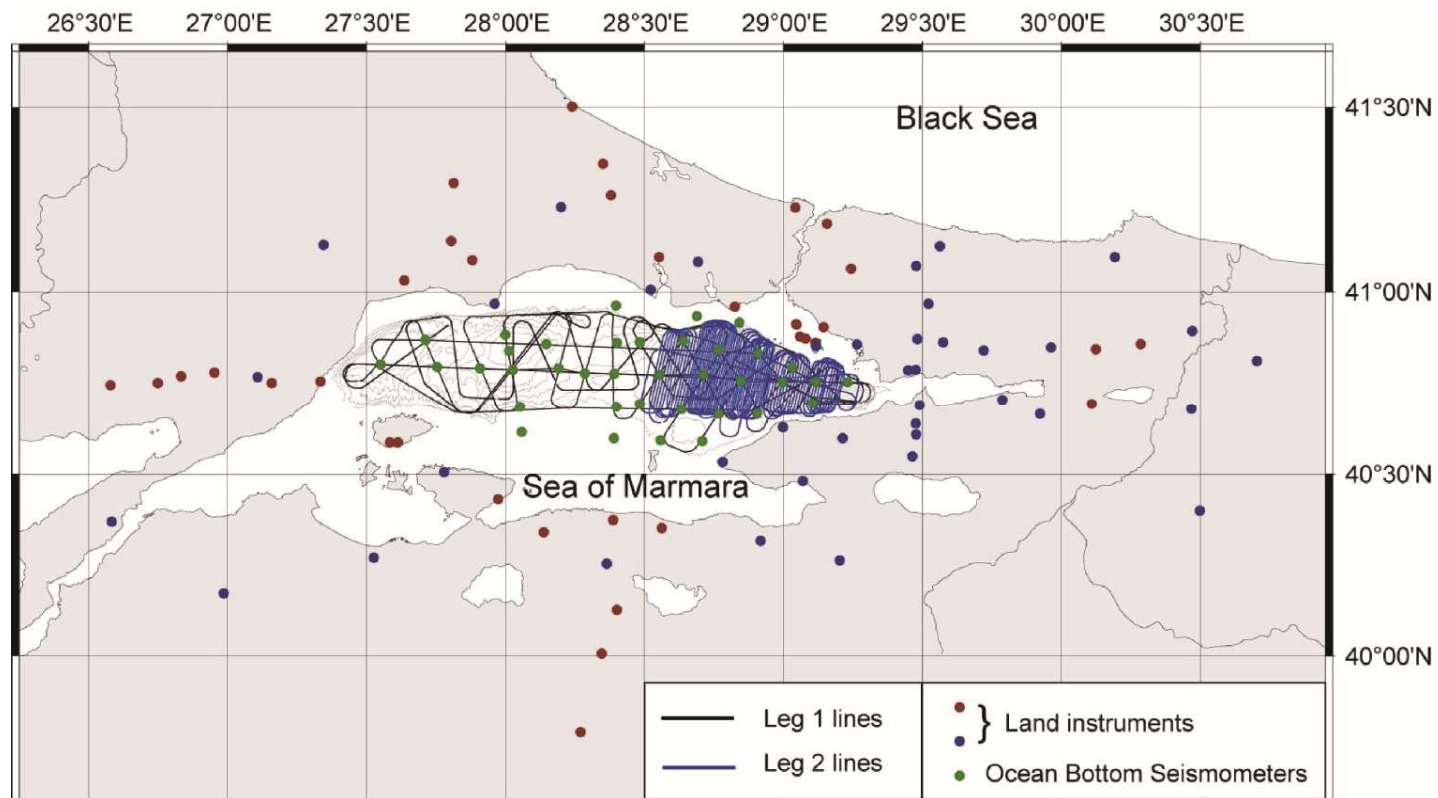 26°30'E 27°00'E 27°30'E 28°00'E 28°30'E 29°00'E 29°30'E 30°00'E 30°30'E
41°30'N
Black Sea
41°00'N
40°30'N
Sea of Marmara
40°00'N
Leg 1 lines
Leg 2 lines
} Land instruments
Ocean Bottom Seismometers